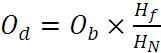 O_d = O_b × H_f / H_N